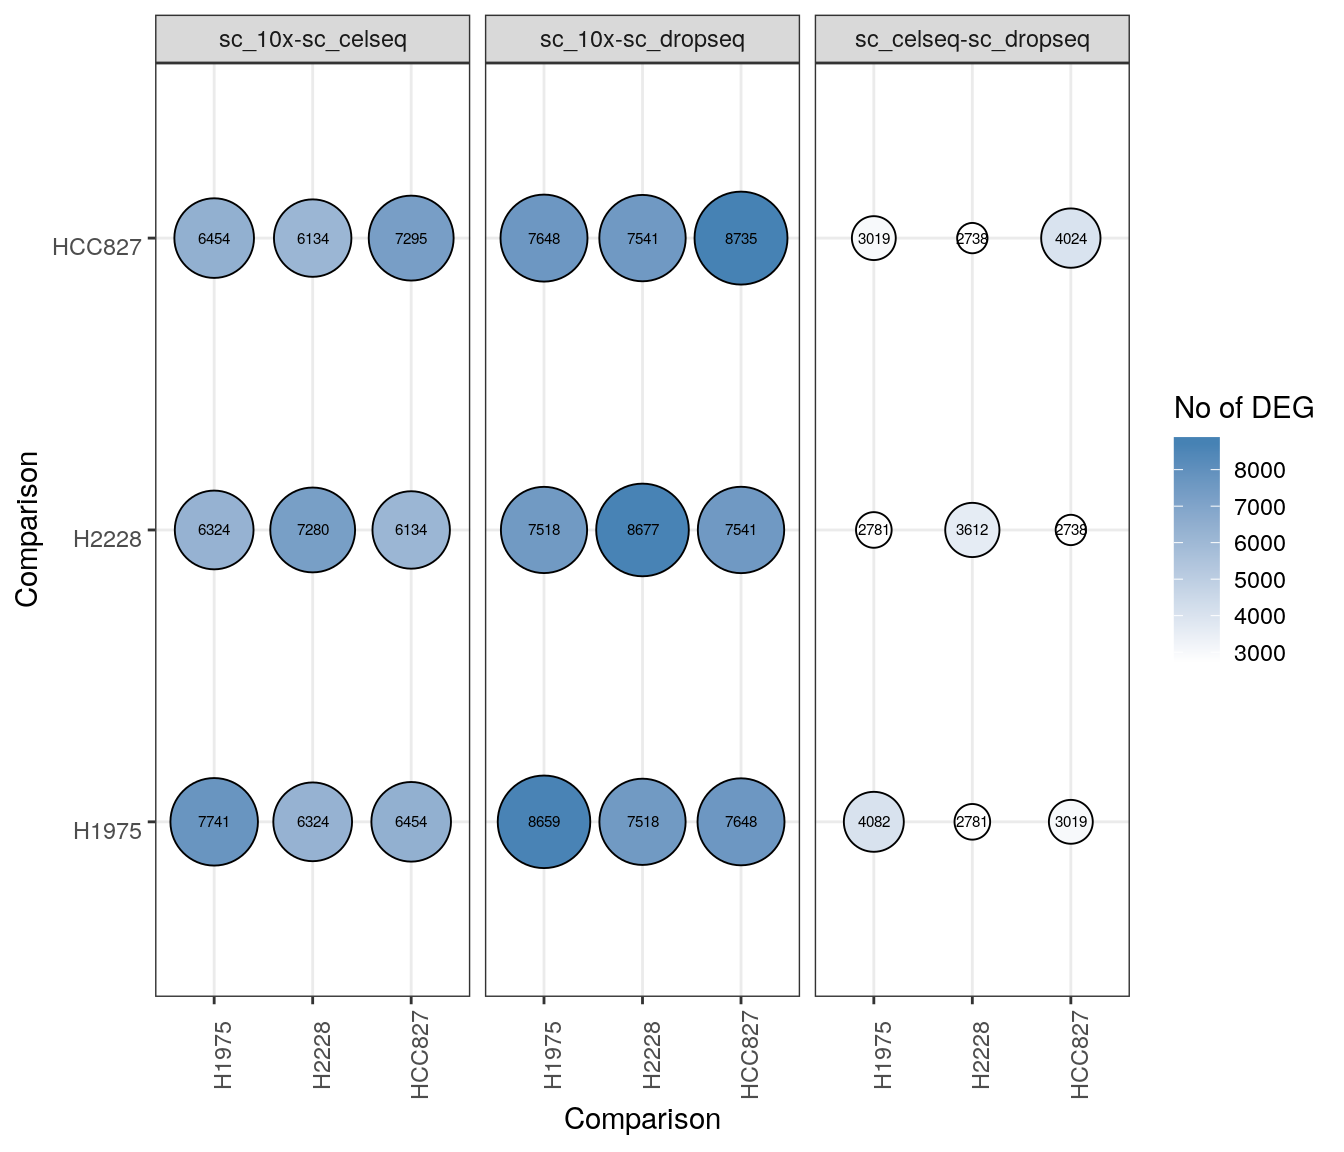 sc_10x-sc_celseq sc_10x-sc_dropseq sc_celseq-sc_dropseq
HCC827 6454 6134 7295 7648 7541 8735 3019 2738 4024
H2228 6324 7280 6134 7518 8677 7541 2781 3612 2738
H1975 7741 6324 6454 8659 7518 7648 4082 2781 3019
H1975 H2228 HCC827 H1975 H2228 HCC827 H1975 H2228 HCC827
Comparison
Comparison
No of DEG
8000
7000
6000
5000
4000
3000